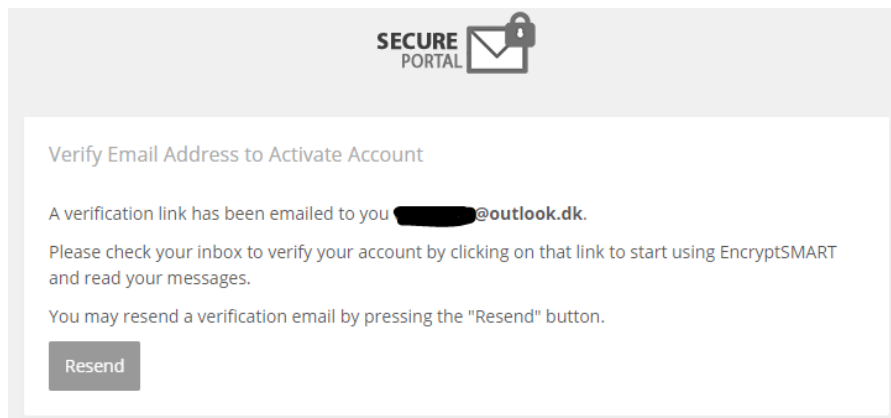 SECURE
PORTAL
Verify Email Address to Activate Account
A verification link has been emailed to you @outlook.dk.
Please check your inbox to verify your account by clicking on that link to start using EncryptSMART
and read your messages.
You may resend a verification email by pressing the "Resend" button.
Resend